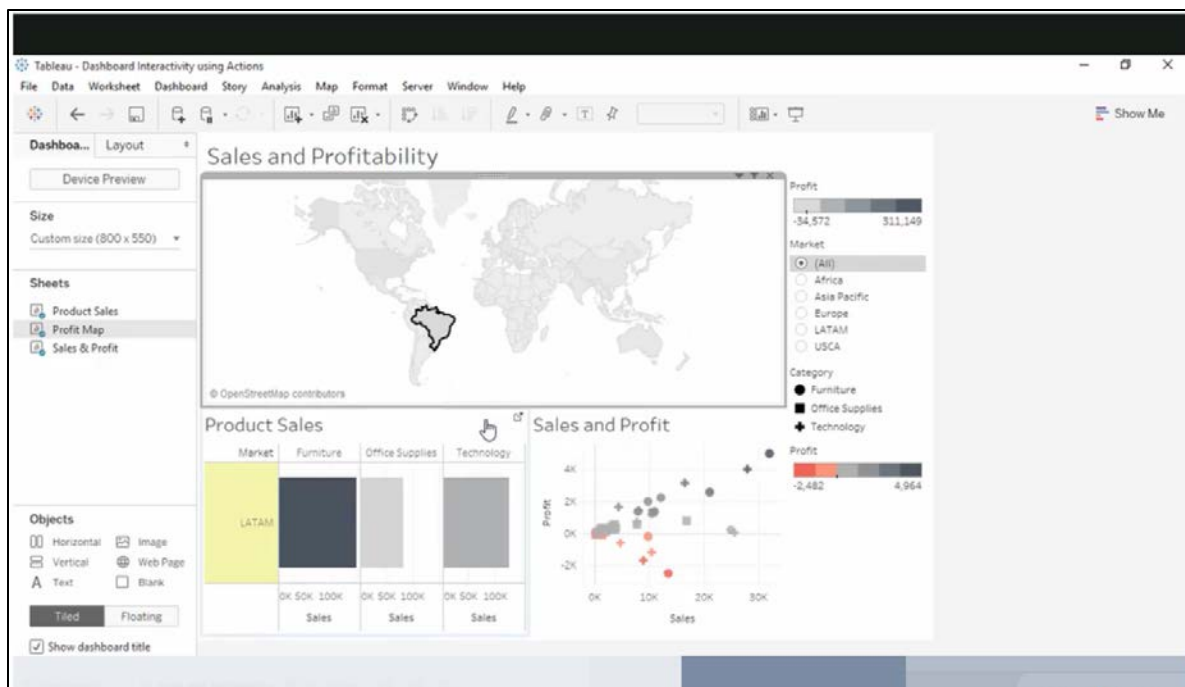 Tableau - Dashboard Interactivity using Actions
File Data Worksheet Dashboard Story Analysis Map Format Server Window Help
Show Me
Dashboa... Layout
Device Preview
Size
Custom size (800 x 550)
Sheets
Product Sales
Profit Map
Sales & Profit
Objects
Horizontal Image
Vertical Web Page
A Text Blank
Tiled Floating
Show dashboard title
Sales and Profitability
© OpenStreetMap contributors
Product Sales
Market Furniture Office Supplies Technology
LATAM
0K 50K 100K 0K 50K 100K 0K 50K 100K
Sales Sales Sales
Sales and Profit
4K
2K
0K
-2K
Profit
0K 10K 20K 30K
Sales
Profit
-34,572 311,149
Market
(All)
Africa
Asia Pacific
Europe
LATAM
USCA
Category
Furniture
Office Supplies
Technology
Profit
-2,482 4,964